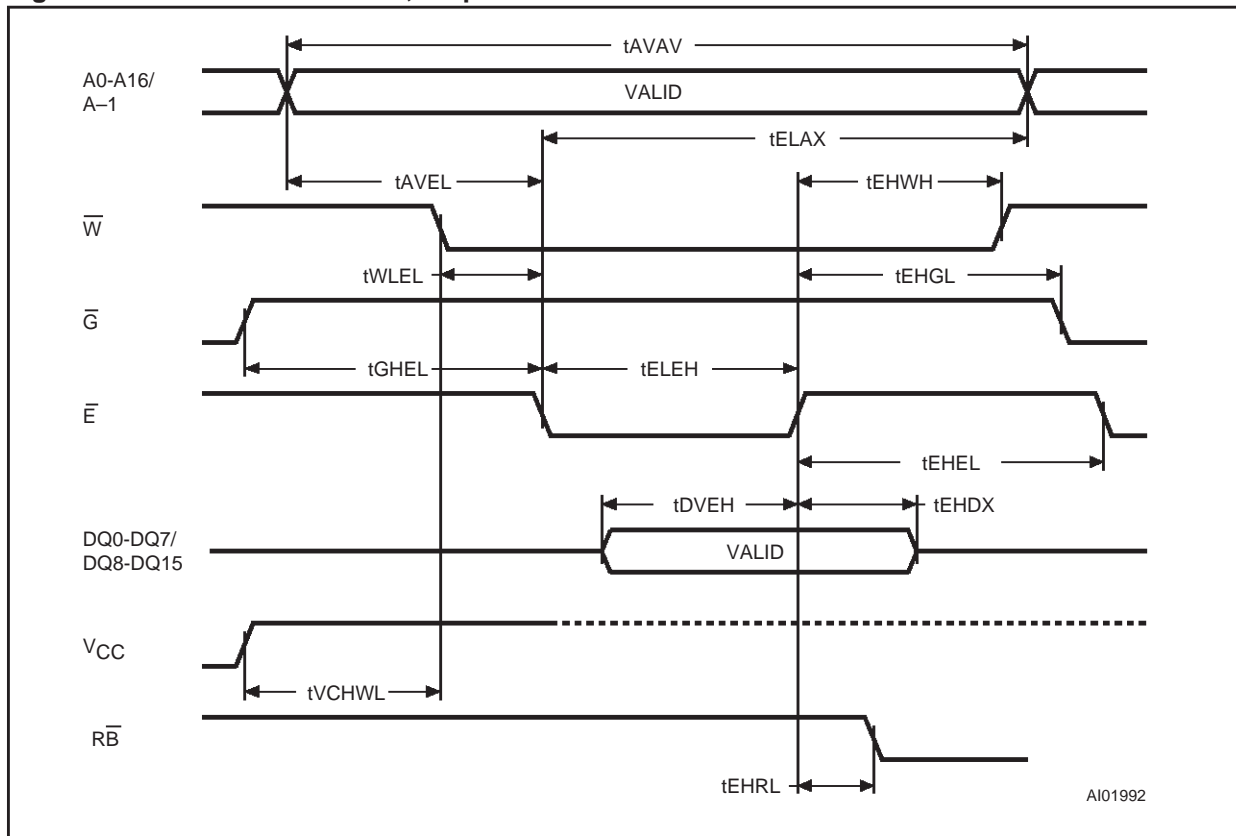 tAVAV
A0-A16/
A–1
VALID
tELAX
tAVEL
tEHWH
W̅
tWLEL
tEHGL
G̅
tGHEL
tELEH
E̅
tEHEL
tDVEH
tEHDX
DQ0-DQ7/
DQ8-DQ15
VALID
VCC
tVCHWL
RB̅
tEHRL
AI01992